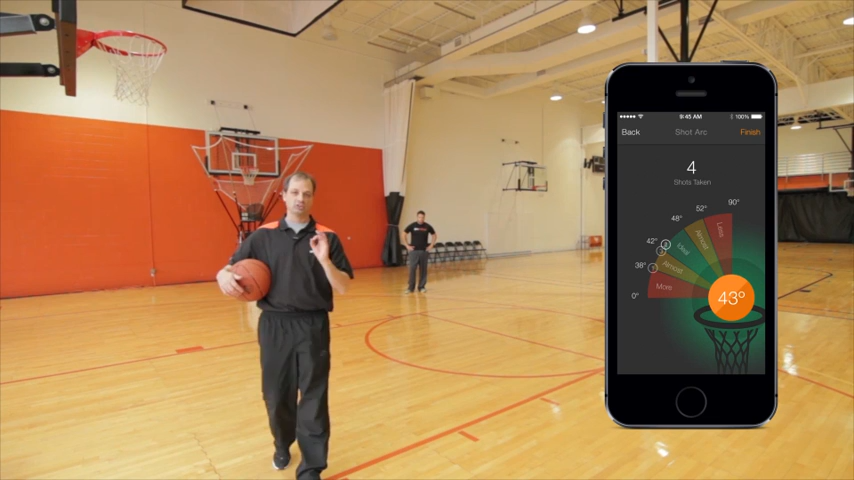 9:45 AM
100%
Back
Shot Arc
Finish
4
Shots Taken
90°
52°
48°
42°
38°
0°
Less
Almost
Ideal
Almost
More
43°